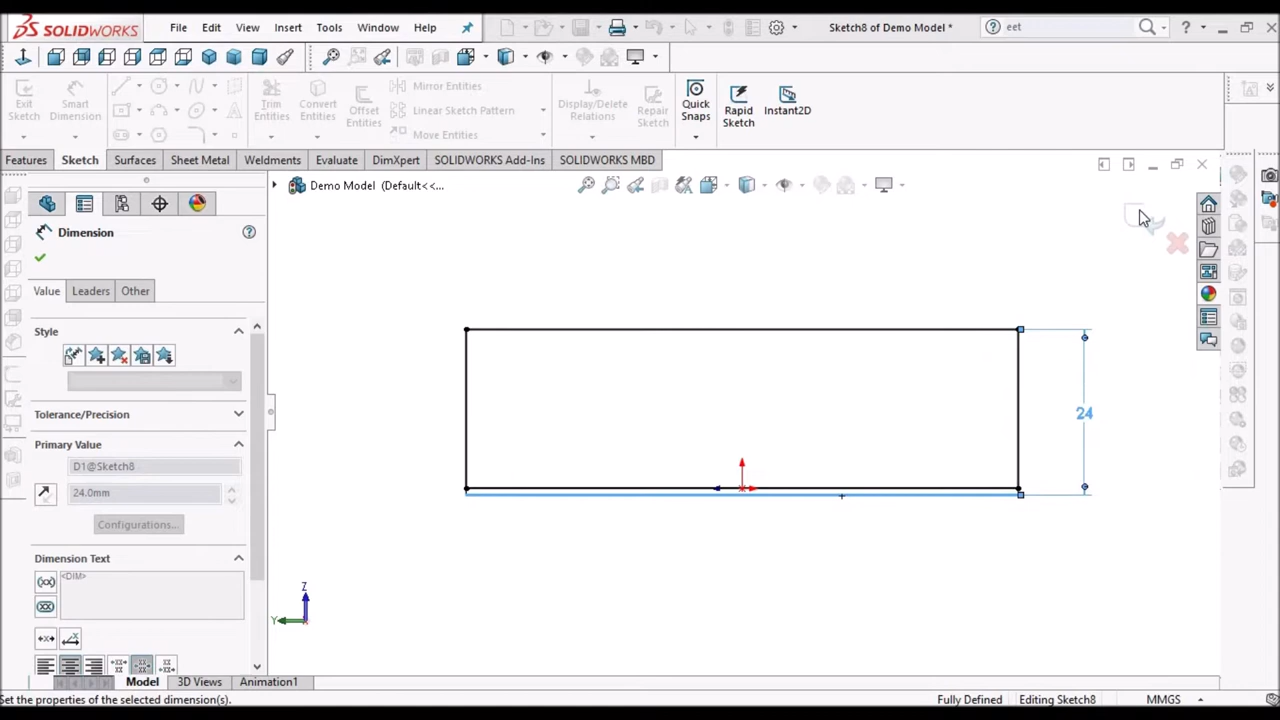 SOLIDWORKS File Edit View Insert Tools Window Help Sketch8 of Demo Model * eet ?
Exit Sketch
Smart Dimension
Trim Entities
Convert Entities
Offset Entities
Mirror Entities
Linear Sketch Pattern
Move Entities
Display/Delete Relations
Repair Sketch
Quick Snaps
Rapid Sketch
Instant2D
Features Sketch Surfaces Sheet Metal Weldments Evaluate DimXpert SOLIDWORKS Add-Ins SOLIDWORKS MBD
Demo Model (Default<<...
Dimension
Value Leaders Other
Style
Tolerance/Precision
Primary Value
D1@Sketch8
24.0mm
Configurations...
Dimension Text
<DIM>
24
Z
Y
Model 3D Views Animation1
Set the properties of the selected dimension(s). Fully Defined Editing Sketch8 MMGS